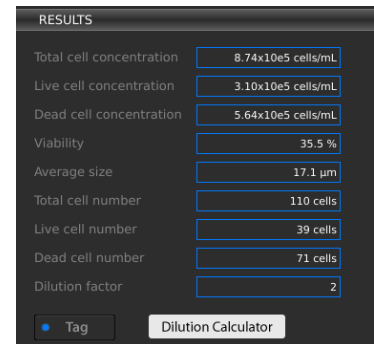 RESULTS
Total cell concentration 8.74x10e5 cells/mL
Live cell concentration 3.10x10e5 cells/mL
Dead cell concentration 5.64x10e5 cells/mL
Viability 35.5 %
Average size 17.1 µm
Total cell number 110 cells
Live cell number 39 cells
Dead cell number 71 cells
Dilution factor 2
Tag Dilution Calculator